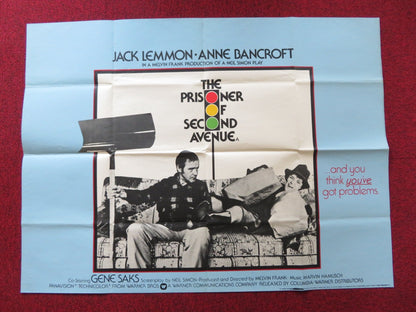 JACK LEMMON · ANNE BANCROFT
IN A MELVIN FRANK PRODUCTION OF A NEIL SIMON PLAY
THE
PRISONER
OF
SECOND
AVENUE A
...and you
think you've
got problems.
Co-Starring GENE SAKS Screenplay by NEIL SIMON · Produced and Directed by MELVIN FRANK · Music MARVIN HAMLISCH
PANAVISION® TECHNICOLOR® FROM WARNER BROS. A WARNER COMMUNICATIONS COMPANY RELEASED BY COLUMBIA-WARNER DISTRIBUTORS